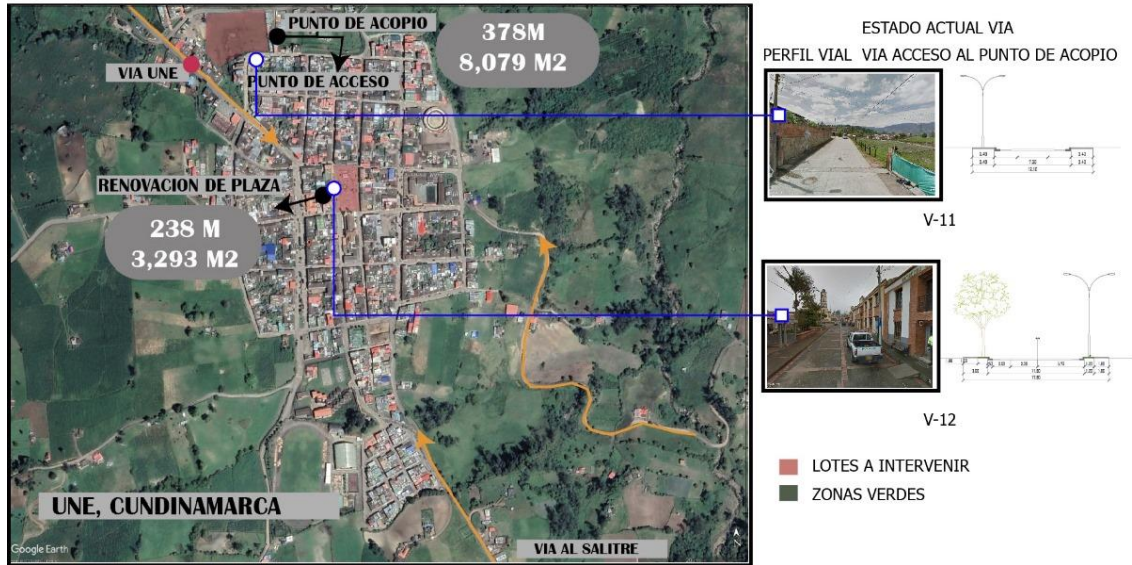 PUNTO DE ACOPIO
378M
8,079 M2
VIA UNE
PUNTO DE ACCESO
RENOVACION DE PLAZA
238 M
3,293 M2
UNE, CUNDINAMARCA
Google Earth
VIA AL SALITRE
ESTADO ACTUAL VIA
PERFIL VIAL VIA ACCESO AL PUNTO DE ACOPIO
V-11
V-12
LOTES A INTERVENIR
ZONAS VERDES